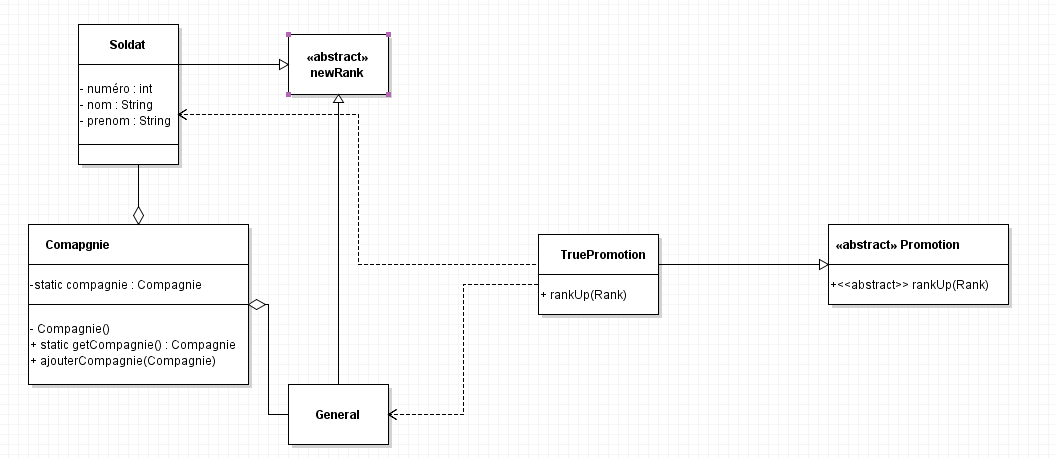 Soldat
- numéro : int
- nom : String
- prenom : String
«abstract»
newRank
Comapgnie
-static compagnie : Compagnie
- Compagnie()
+ static getCompagnie() : Compagnie
+ ajouterCompagnie(Compagnie)
General
TruePromotion
+ rankUp(Rank)
«abstract» Promotion
+<<abstract>> rankUp(Rank)